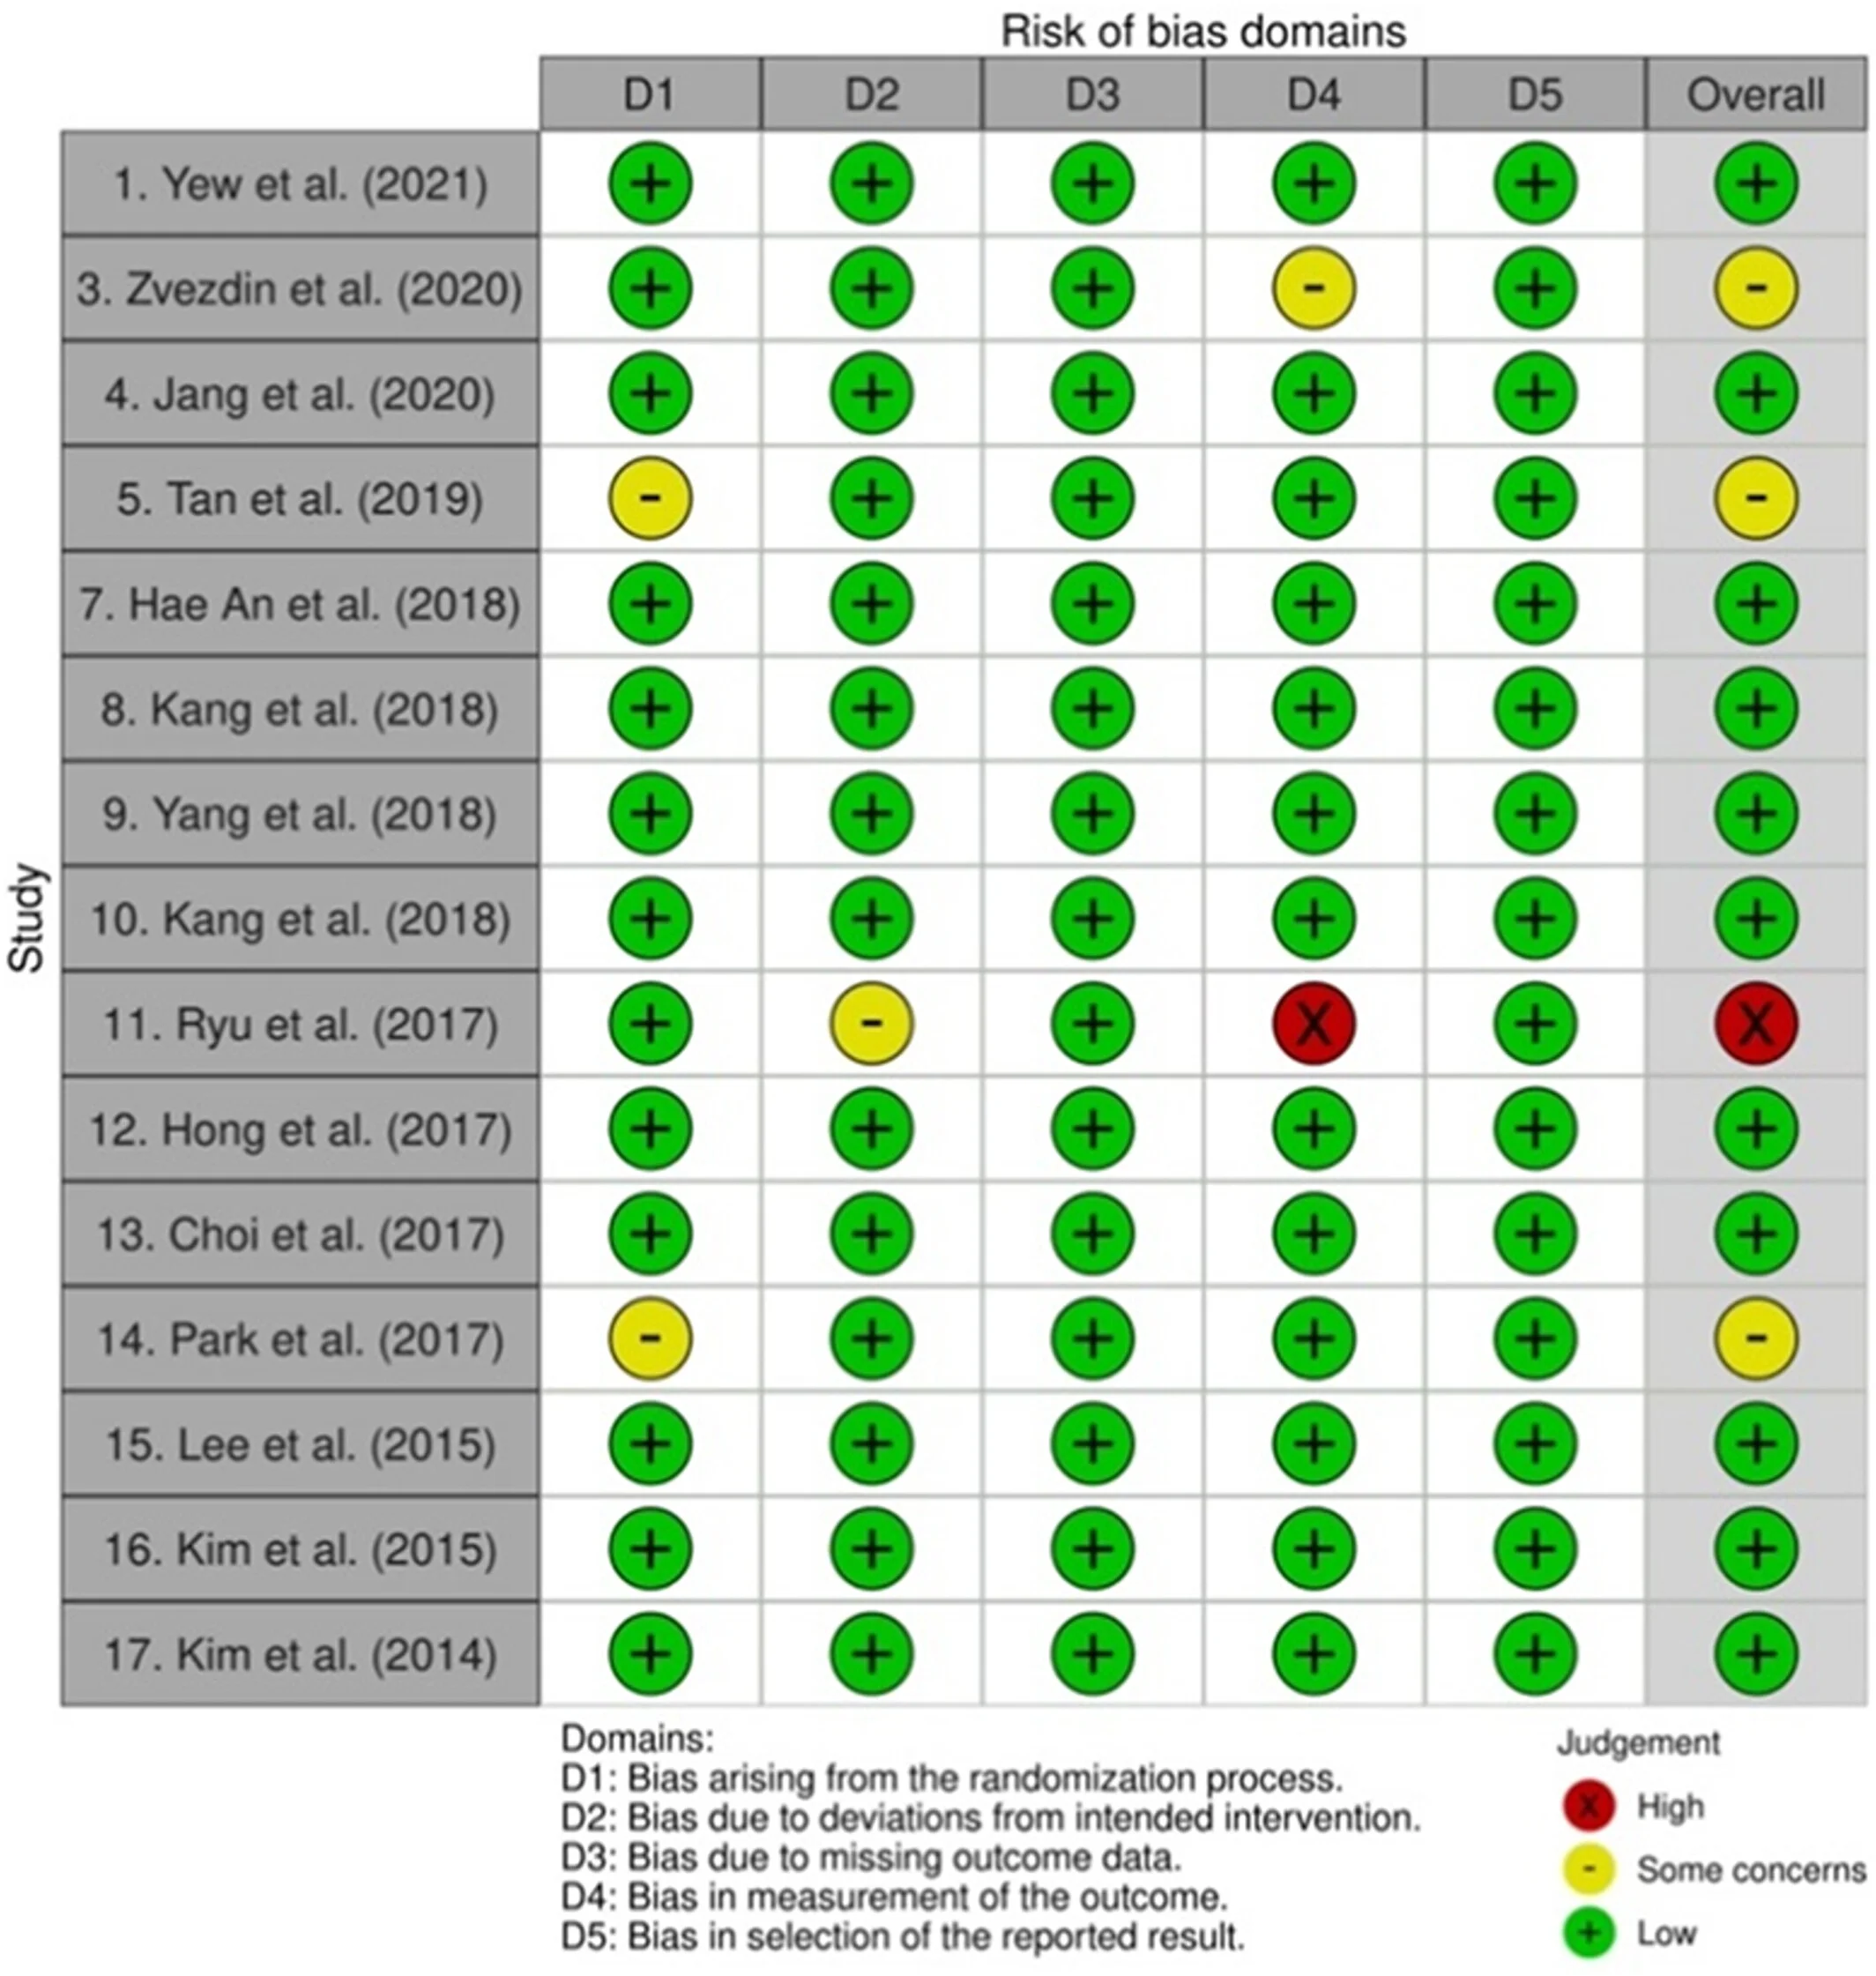 Risk of bias domains
D1 D2 D3 D4 D5 Overall
Study
1. Yew et al. (2021) + + + + + +
3. Zvezdin et al. (2020) + + + - + -
4. Jang et al. (2020) + + + + + +
5. Tan et al. (2019) - + + + + -
7. Hae An et al. (2018) + + + + + +
8. Kang et al. (2018) + + + + + +
9. Yang et al. (2018) + + + + + +
10. Kang et al. (2018) + + + + + +
11. Ryu et al. (2017) + - + X + X
12. Hong et al. (2017) + + + + + +
13. Choi et al. (2017) + + + + + +
14. Park et al. (2017) - + + + + -
15. Lee et al. (2015) + + + + + +
16. Kim et al. (2015) + + + + + +
17. Kim et al. (2014) + + + + + +
Domains:
D1: Bias arising from the randomization process.
D2: Bias due to deviations from intended intervention.
D3: Bias due to missing outcome data.
D4: Bias in measurement of the outcome.
D5: Bias in selection of the reported result.
Judgement
X High
- Some concerns
+ Low